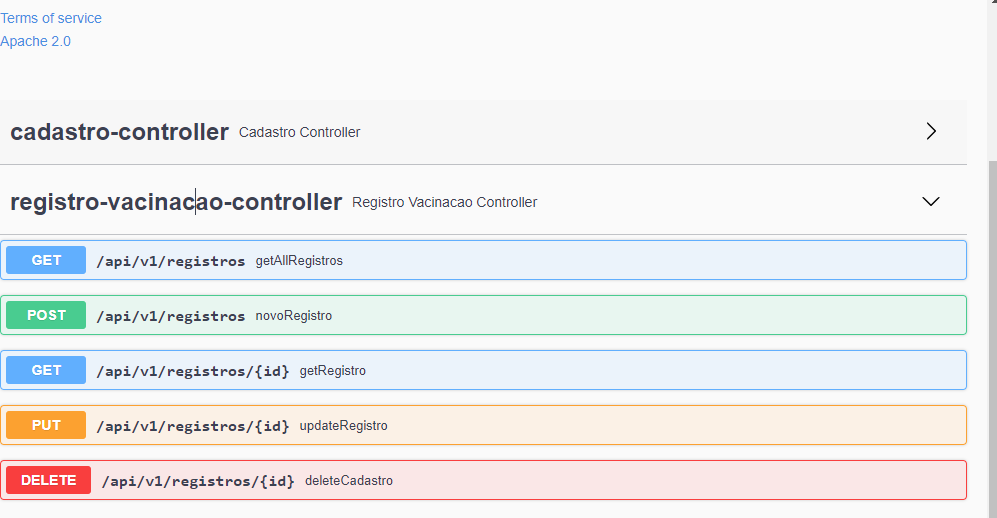 Terms of service
Apache 2.0
cadastro-controller Cadastro Controller
registro-vacinacao-controller Registro Vacinacao Controller
GET /api/v1/registros getAllRegistros
POST /api/v1/registros novoRegistro
GET /api/v1/registros/{id} getRegistro
PUT /api/v1/registros/{id} updateRegistro
DELETE /api/v1/registros/{id} deleteCadastro